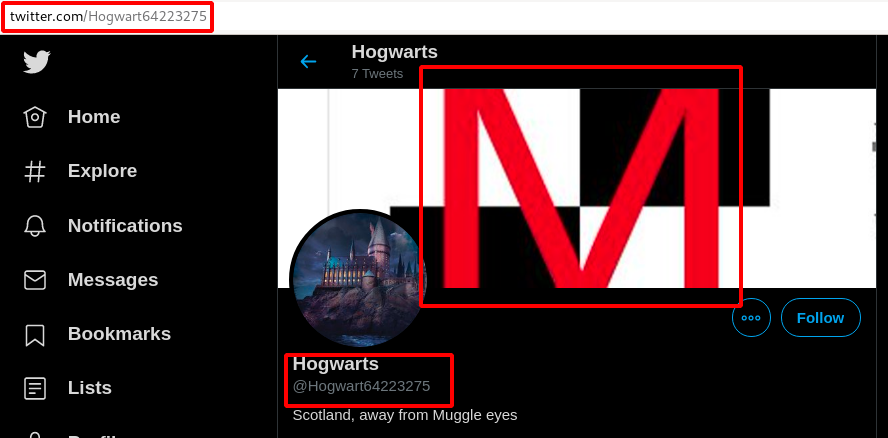 twitter.com/Hogwart64223275
Hogwarts
7 Tweets
Home
Explore
Notifications
Messages
Bookmarks
Lists
M
Follow
Hogwarts
@Hogwart64223275
Scotland, away from Muggle eyes